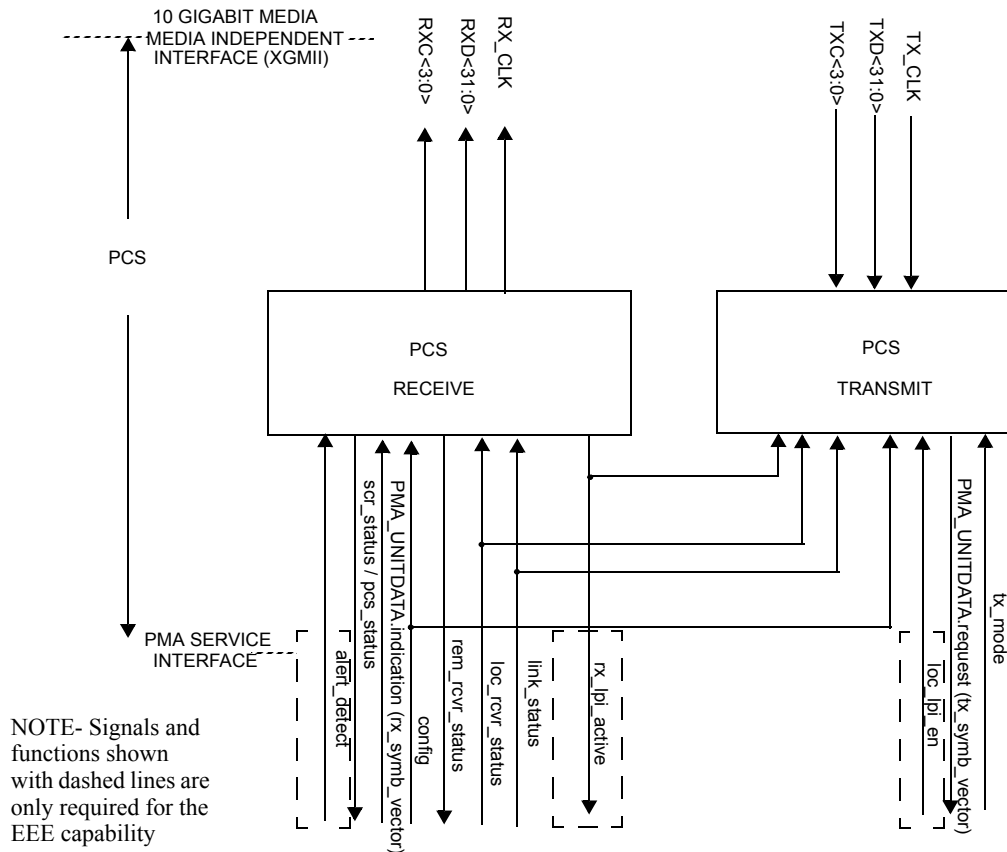 10 GIGABIT MEDIA
MEDIA INDEPENDENT
INTERFACE (XGMII)
RXC<3:0>
RXD<31:0>
RX_CLK
TXC<3:0>
TXD<31:0>
TX_CLK
PCS
PCS
RECEIVE
PCS
TRANSMIT
PMA SERVICE
INTERFACE
alert_detect
scr_status / pcs_status
PMA_UNITDATA.indication (rx_symb_vector)
config
rem_rcvr_status
loc_rcvr_status
link_status
rx_lpi_active
loc_lpi_en
PMA_UNITDATA.request (tx_symb_vector)
tx_mode
NOTE- Signals and
functions shown
with dashed lines are
only required for the
EEE capability